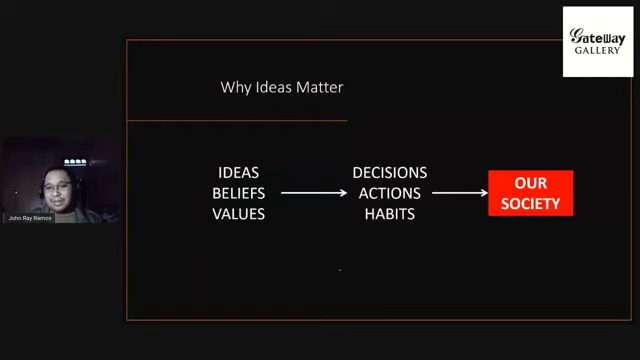 Gateway
GALLERY
Why Ideas Matter
IDEAS
BELIEFS
VALUES
DECISIONS
ACTIONS
HABITS
OUR
SOCIETY
John Ray Ramos